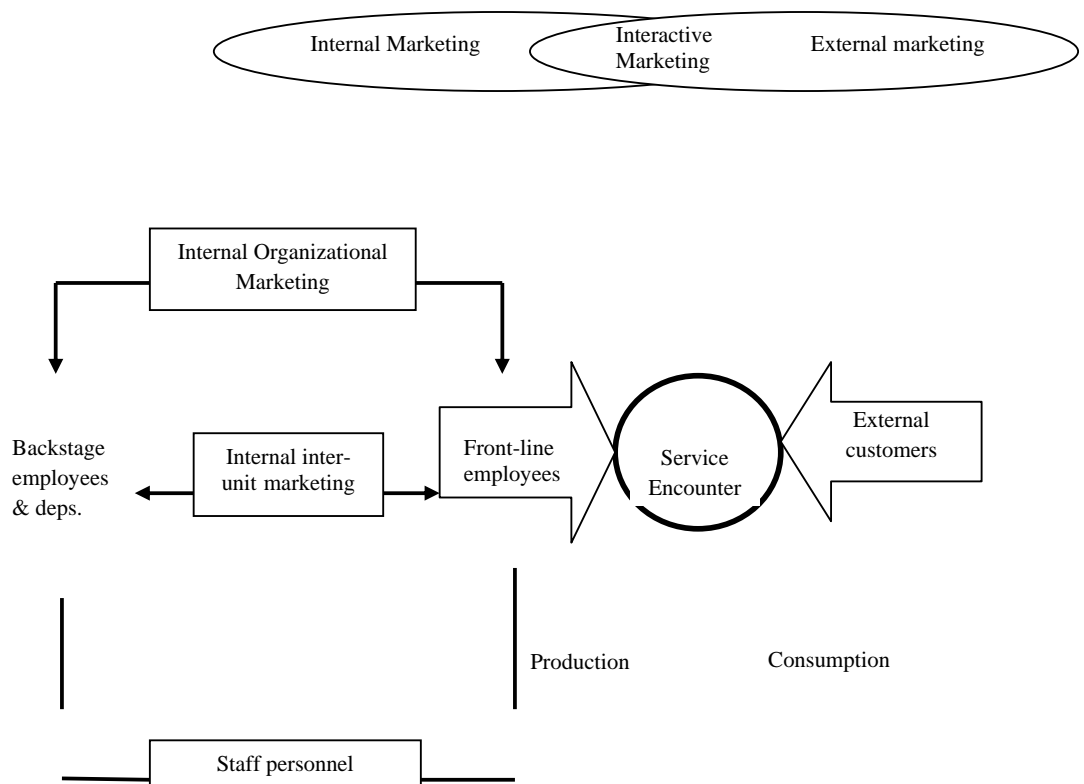 Internal Marketing
Interactive
Marketing
External marketing
Internal Organizational
Marketing
Backstage
employees
& deps.
Internal inter-
unit marketing
Front-line
employees
Service
Encounter
External
customers
Production
Consumption
Staff personnel